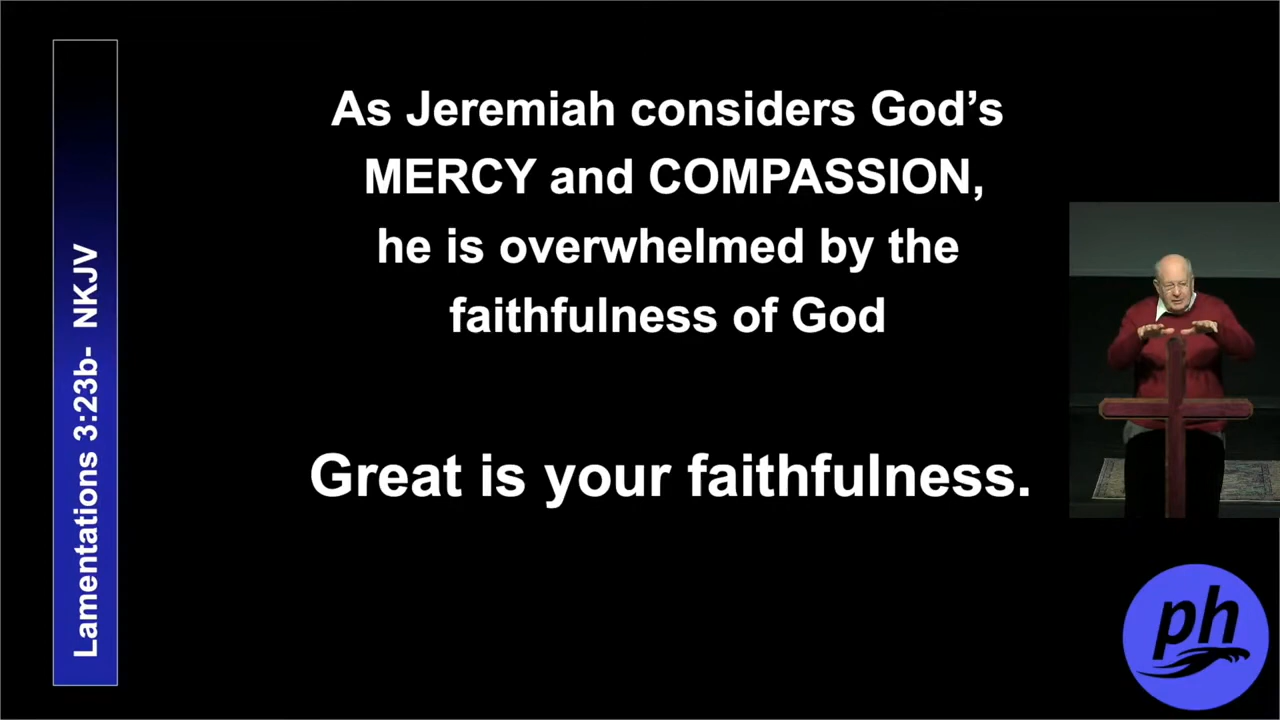 Lamentations 3:23b- NKJV
As Jeremiah considers God’s
MERCY and COMPASSION,
he is overwhelmed by the
faithfulness of God
Great is your faithfulness.
ph